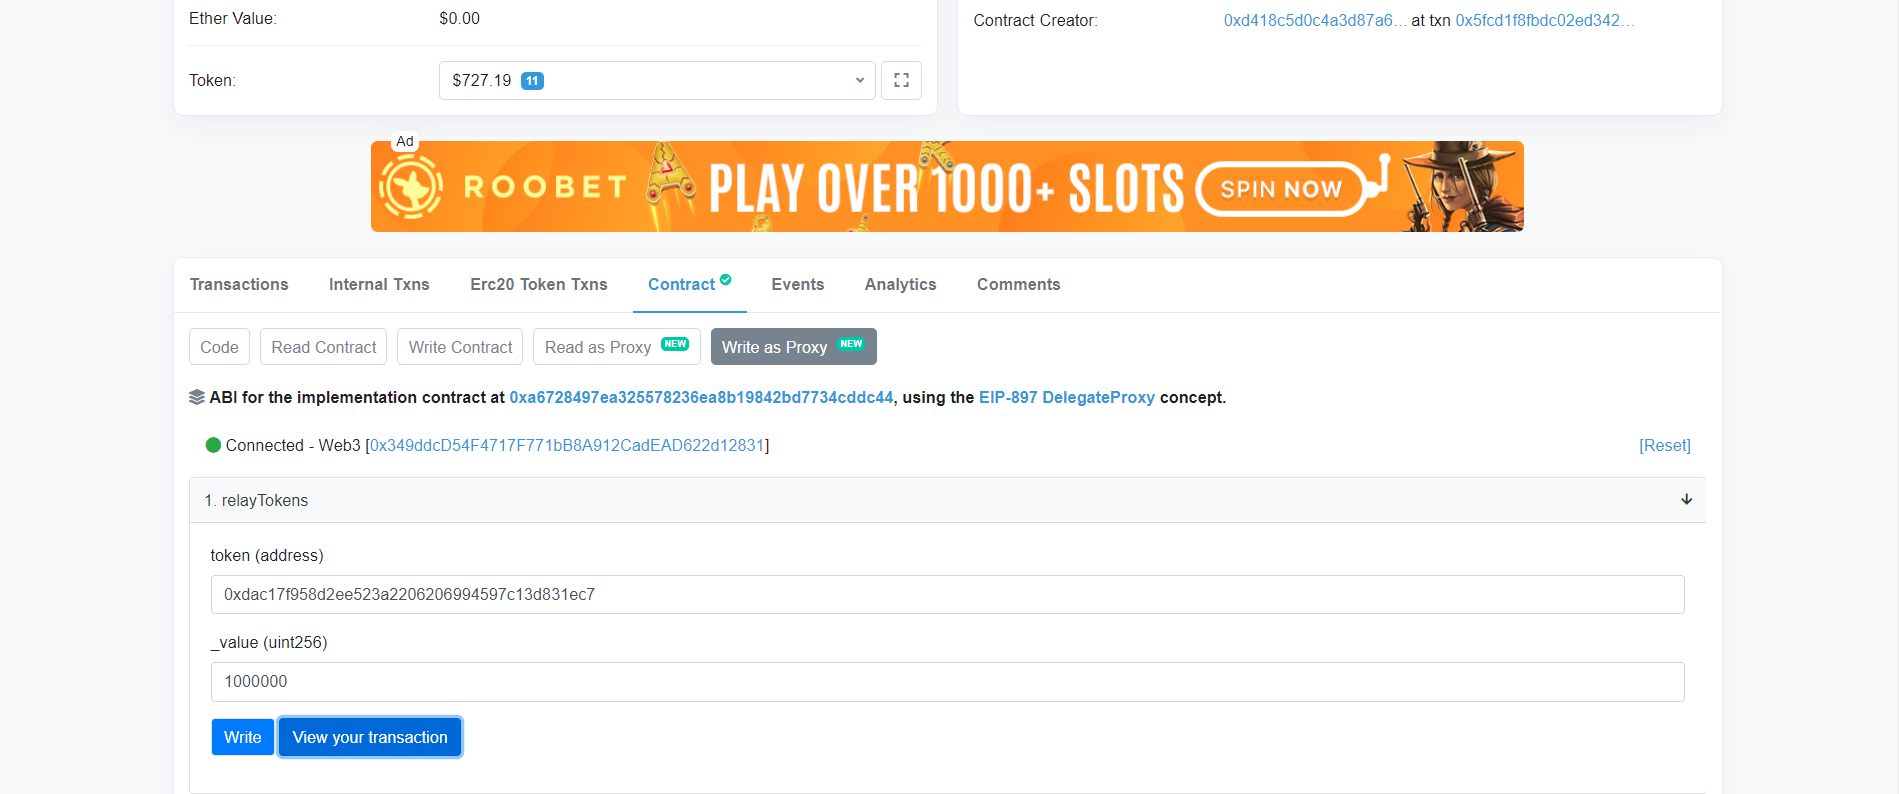 Ether Value: $0.00
Token: $727.19 11
Contract Creator: 0xd418c5d0c4a3d87a6... at txn 0x5fcd1f8fbdc02ed342...
Ad
ROOBET PLAY OVER 1000+ SLOTS SPIN NOW
Transactions Internal Txns Erc20 Token Txns Contract Events Analytics Comments
Code Read Contract Write Contract Read as Proxy NEW Write as Proxy NEW
ABI for the implementation contract at 0xa6728497ea325578236ea8b19842bd7734cddc44, using the EIP-897 DelegateProxy concept.
Connected - Web3 [0x349ddcD54F4717F771bB8A912CadEAD622d12831] [Reset]
1. relayTokens
token (address)
0xdac17f958d2ee523a2206206994597c13d831ec7
_value (uint256)
1000000
Write View your transaction